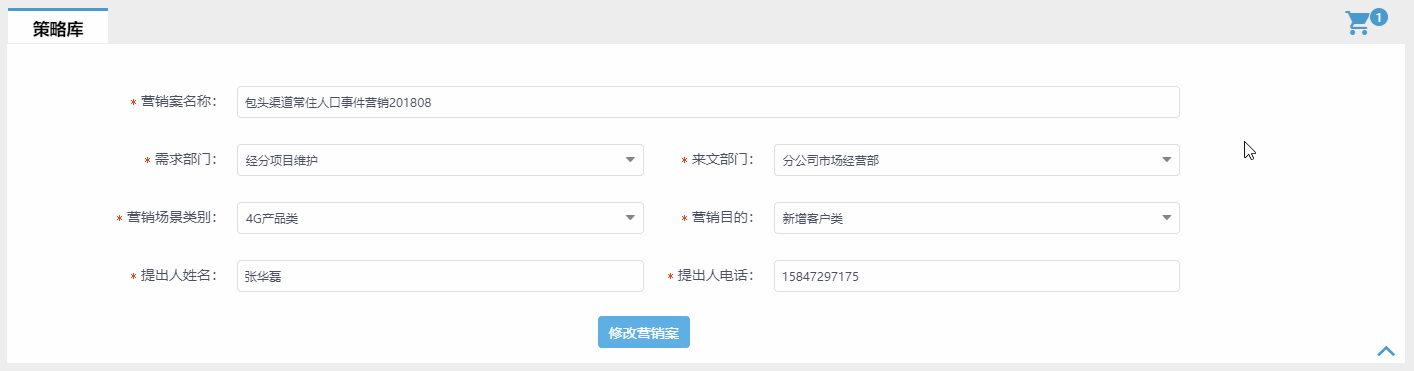 策略库
1
* 营销案名称： 包头渠道常住人口事件营销201808
* 需求部门： 经分项目维护 * 来文部门： 分公司市场经营部
* 营销场景类别： 4G产品类 * 营销目的： 新增客户类
* 提出人姓名： 张华磊 * 提出人电话： 15847297175
修改营销案